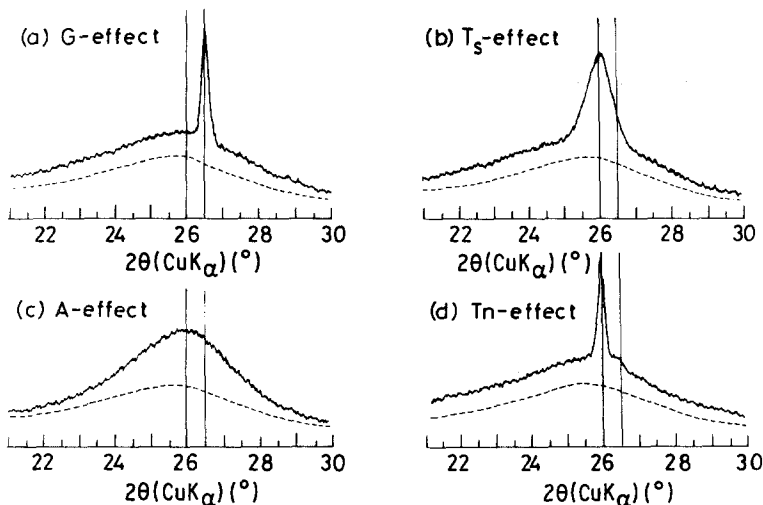 (a) G-effect
22 24 26 28 30
2θ(CuKα)(°)
(b) Ts-effect
22 24 26 28 30
2θ(CuKα)(°)
(c) A-effect
22 24 26 28 30
2θ(CuKα)(°)
(d) Tn-effect
22 24 26 28 30
2θ(CuKα)(°)